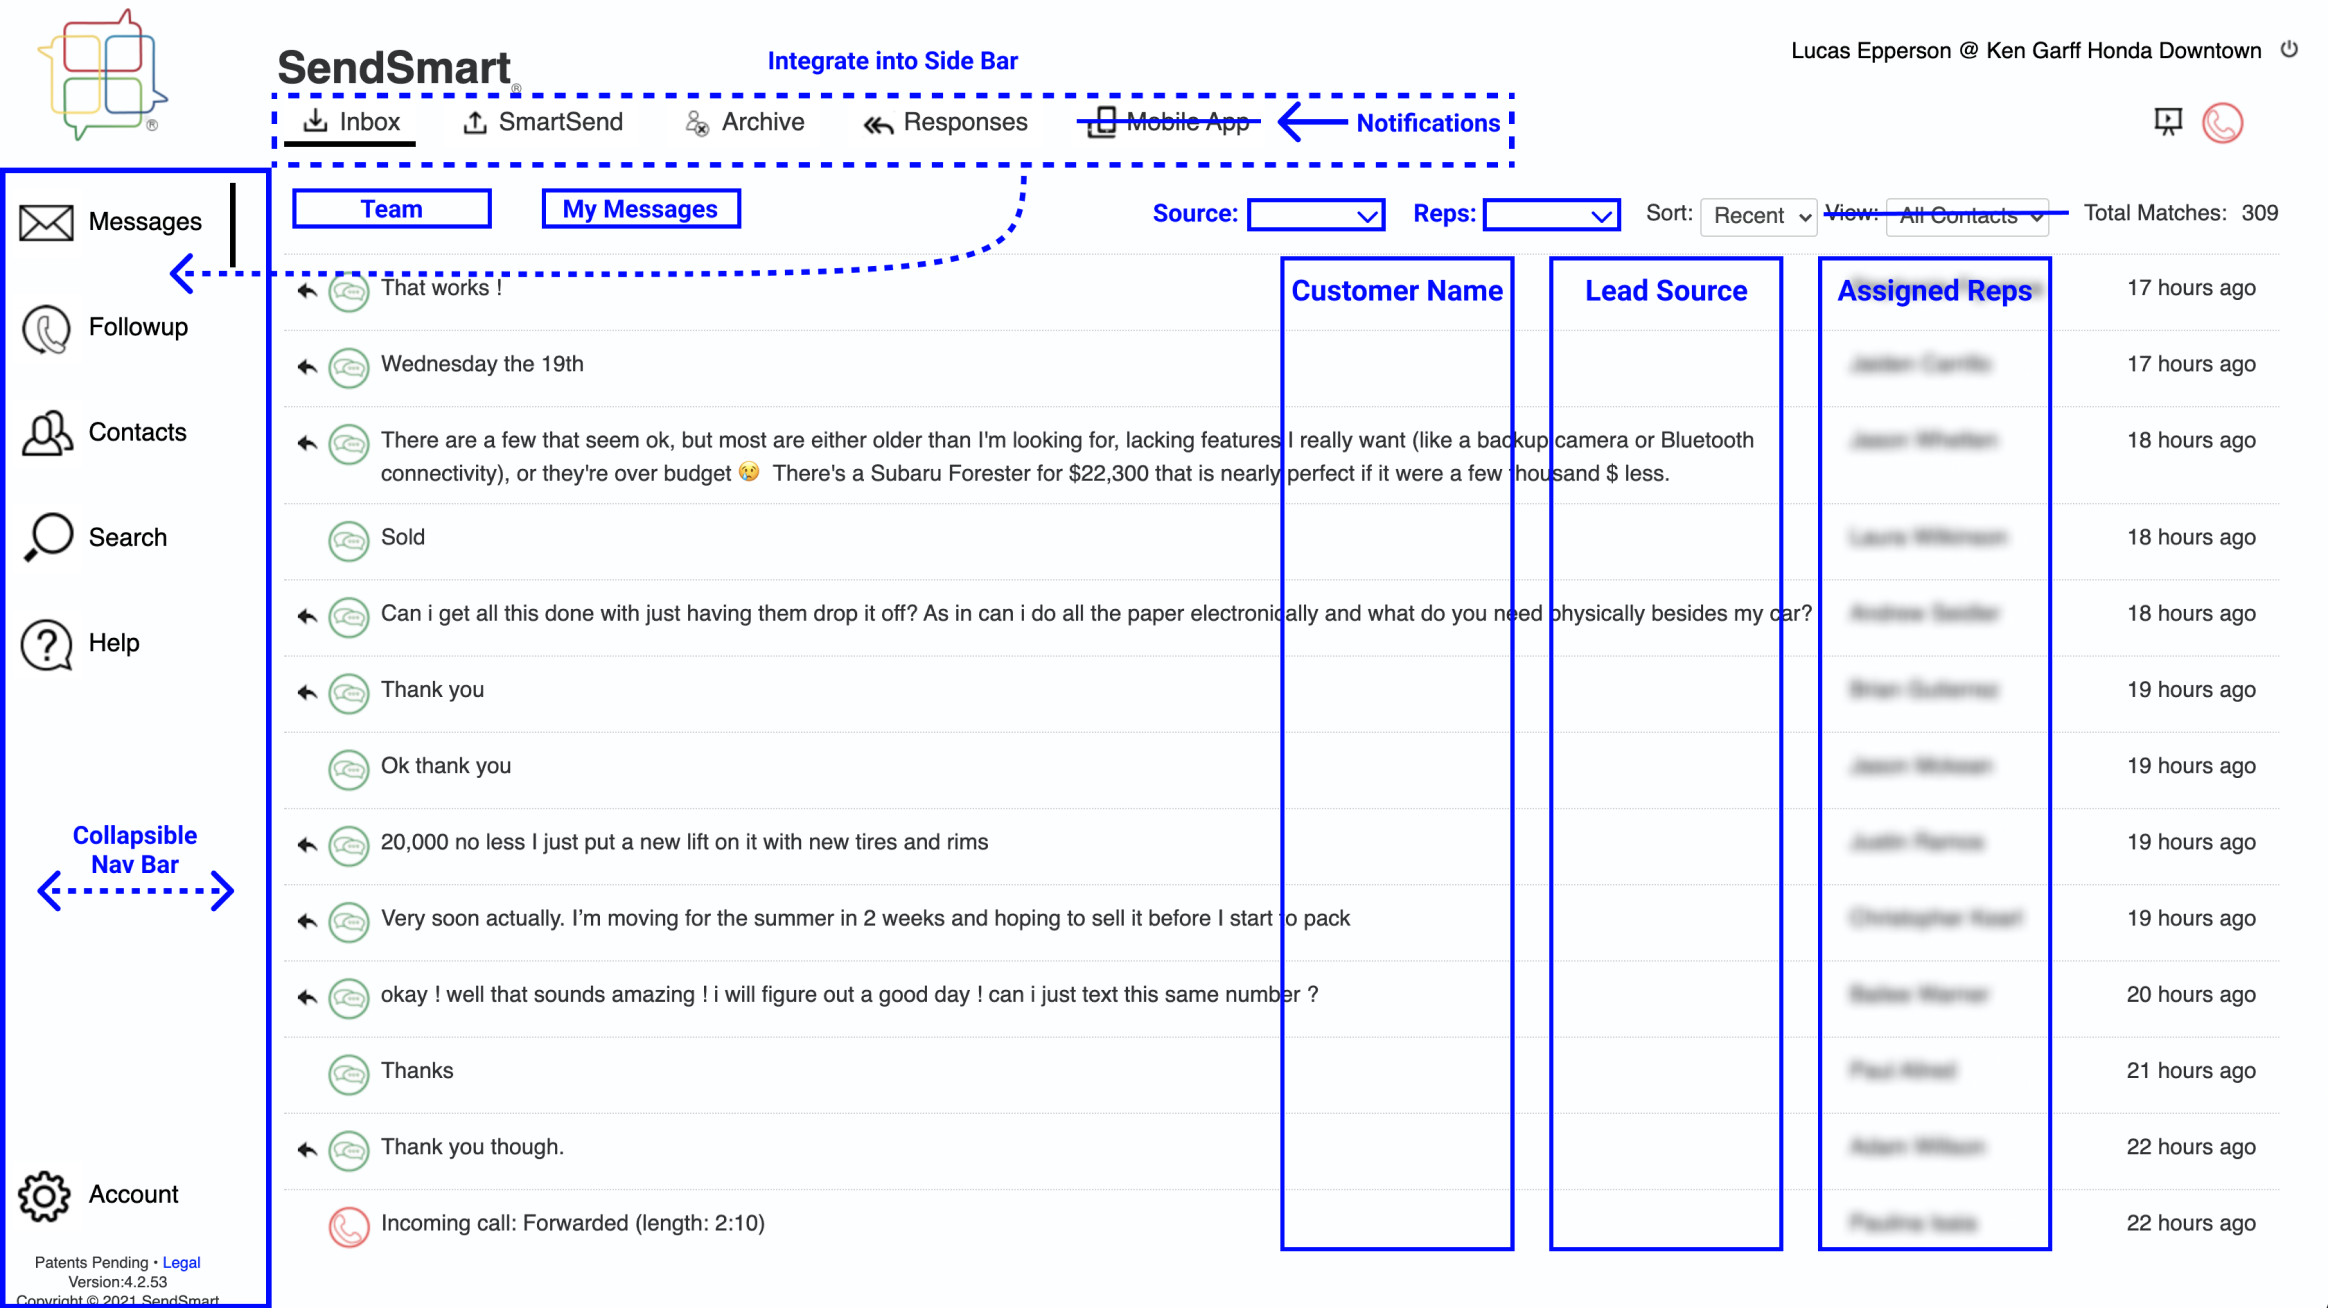 SendSmart®
Integrate into Side Bar
Lucas Epperson @ Ken Garff Honda Downtown
®
Inbox
SmartSend
Archive
Responses
Mobile App
Notifications
Messages
Followup
Contacts
Search
Help
Collapsible
Nav Bar
Account
Patents Pending • Legal
Version:4.2.53
Copyright © 2021 SendSmart
Team
My Messages
Source:
Reps:
Sort: Recent
View: All Contacts
Total Matches: 309
Customer Name
Lead Source
Assigned Reps
That works !
17 hours ago
Wednesday the 19th
17 hours ago
There are a few that seem ok, but most are either older than I'm looking for, lacking features I really want (like a backup camera or Bluetooth
connectivity), or they're over budget 😢 There's a Subaru Forester for $22,300 that is nearly perfect if it were a few thousand $ less.
18 hours ago
Sold
18 hours ago
Can i get all this done with just having them drop it off? As in can i do all the paper electronically and what do you need physically besides my car?
18 hours ago
Thank you
19 hours ago
Ok thank you
19 hours ago
20,000 no less I just put a new lift on it with new tires and rims
19 hours ago
Very soon actually. I’m moving for the summer in 2 weeks and hoping to sell it before I start to pack
19 hours ago
okay ! well that sounds amazing ! i will figure out a good day ! can i just text this same number ?
20 hours ago
Thanks
21 hours ago
Thank you though.
22 hours ago
Incoming call: Forwarded (length: 2:10)
22 hours ago